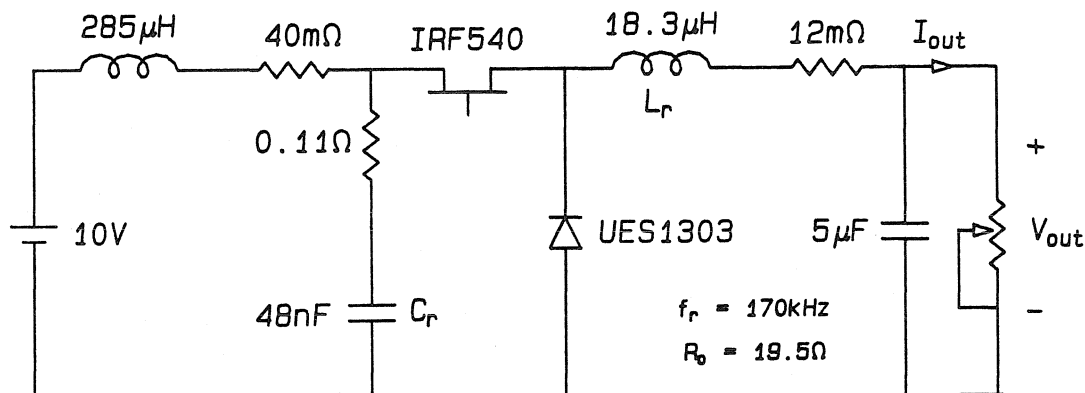 285μH
40mΩ
IRF540
18.3μH
12mΩ
Iout
Lr
0.11Ω
+
10V
UES1303
5μF
Vout
48nF
Cr
fr = 170kHz
-
R0 = 19.5Ω